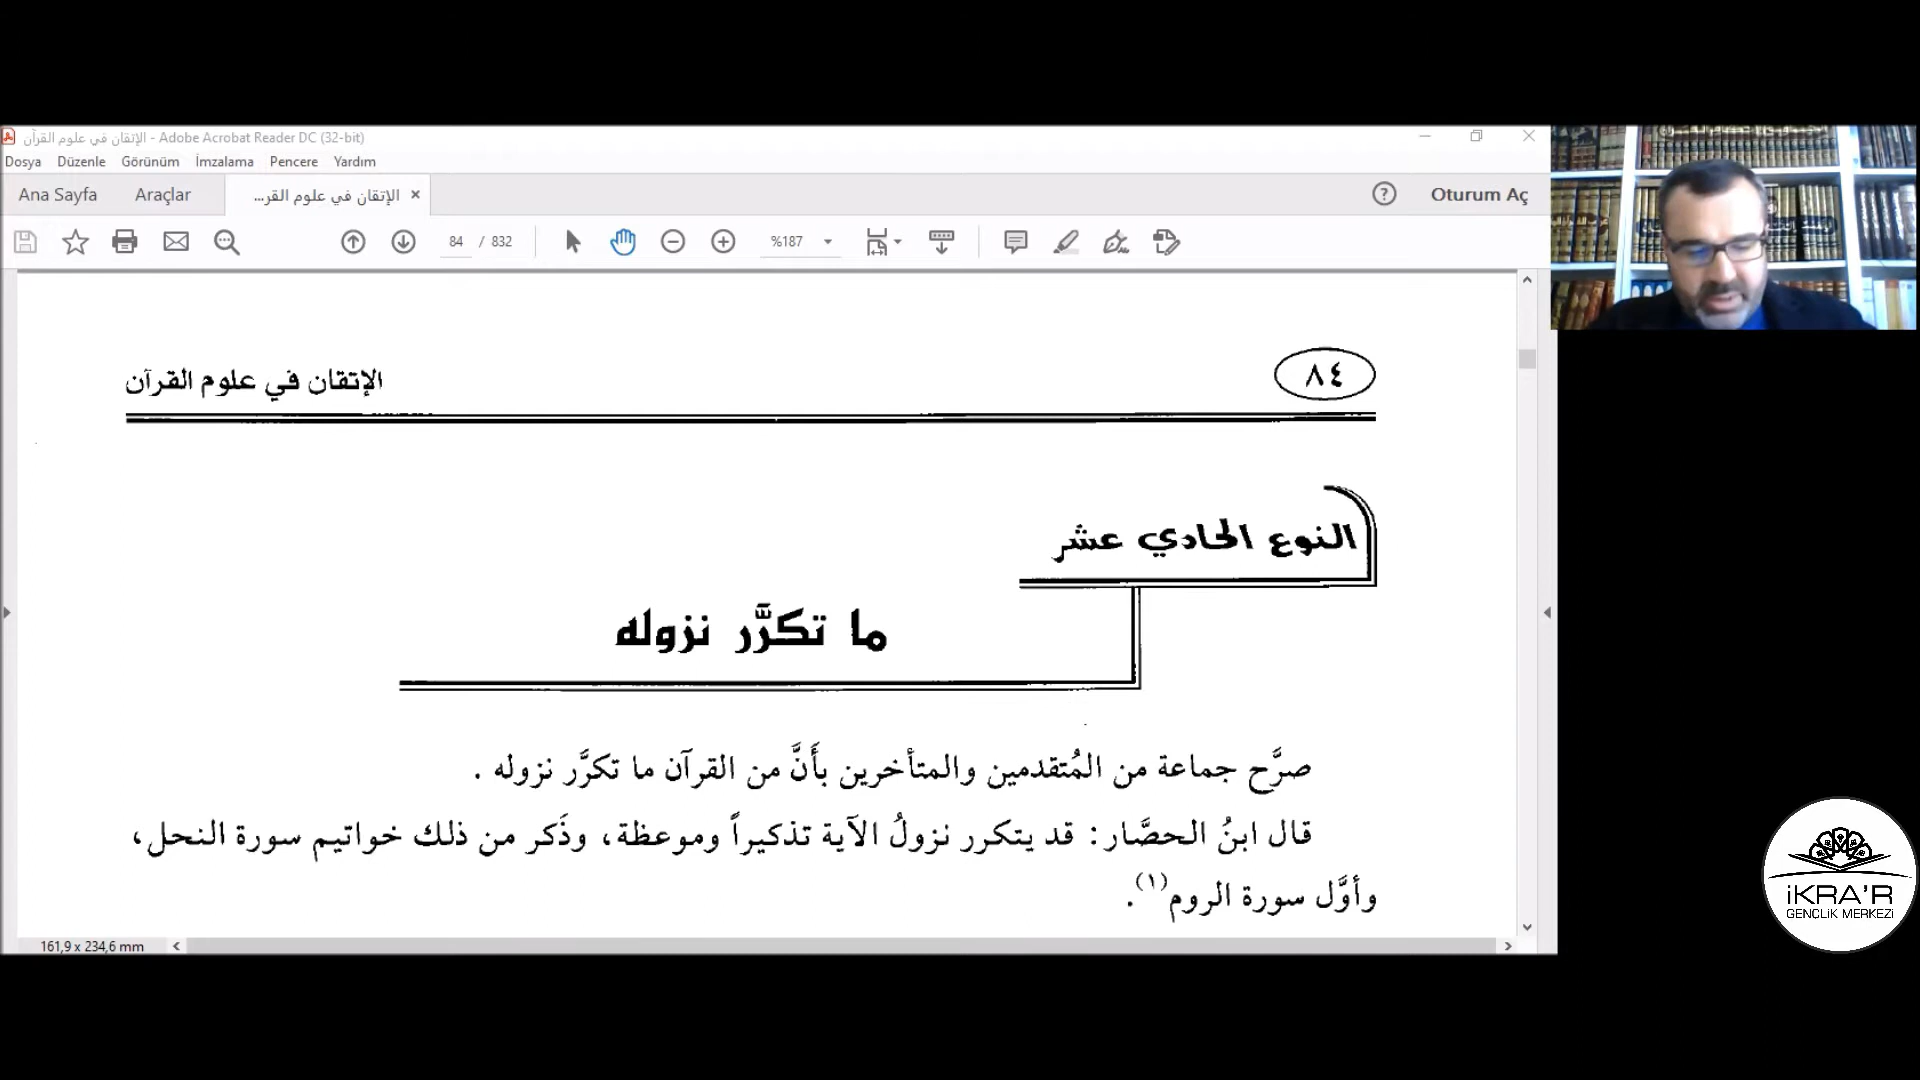 الإتقان في علوم القرآن - Adobe Acrobat Reader DC (32-bit)
Dosya Düzenle Görünüm İmzalama Pencere Yardım
Ana Sayfa Araçlar الإتقان في علوم القر... Oturum Aç
84 / 832 %187
٨٤ الإتقان في علوم القرآن
النوع الحادي عشر
ما تكرَّر نزوله
صرَّح جماعة من المُتقدمين والمتأخرين بأَنَّ من القرآن ما تكرَّر نزوله .
قال ابنُ الحصَّار: قد يتكرر نزولُ الآية تذكيراً وموعظة، وذَكر من ذلك خواتيم سورة النحل،
وأوَّل سورة الروم(١).
161,9 x 234,6 mm
iKRA'R
GENÇLiK MERKEZi